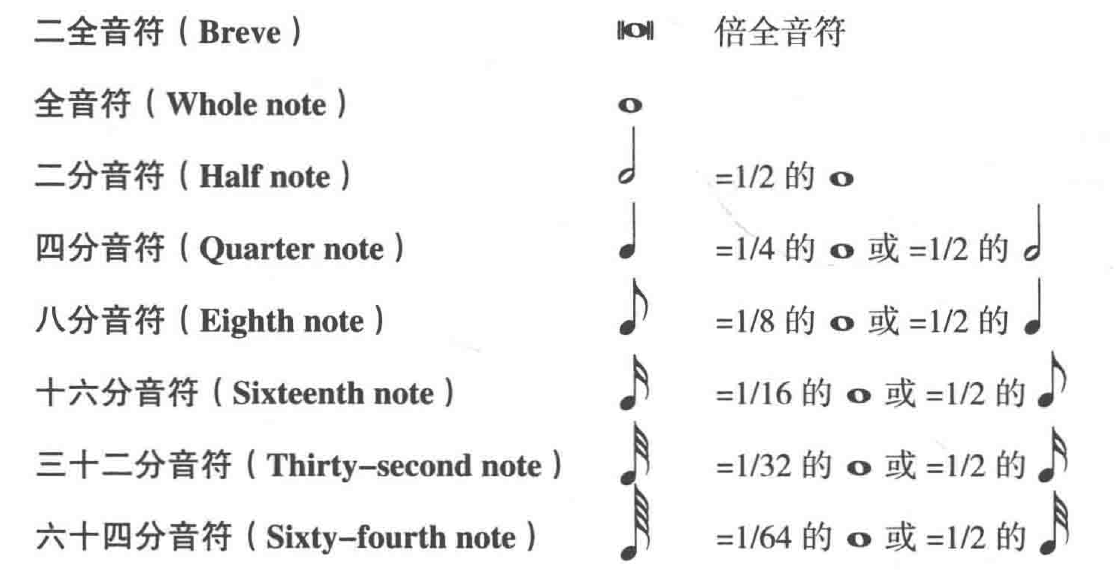 二全音符（Breve） 倍全音符
全音符（Whole note）
二分音符（Half note） =1/2 的
四分音符（Quarter note） =1/4 的 或 =1/2 的
八分音符（Eighth note） =1/8 的 或 =1/2 的
十六分音符（Sixteenth note） =1/16 的 或 =1/2 的
三十二分音符（Thirty–second note） =1/32 的 或 =1/2 的
六十四分音符（Sixty–fourth note） =1/64 的 或 =1/2 的